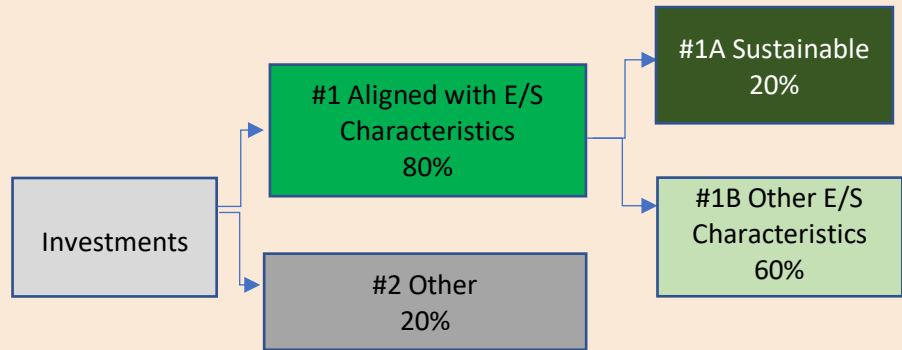 Investments
#1 Aligned with E/S
Characteristics
80%
#2 Other
20%
#1A Sustainable
20%
#1B Other E/S
Characteristics
60%